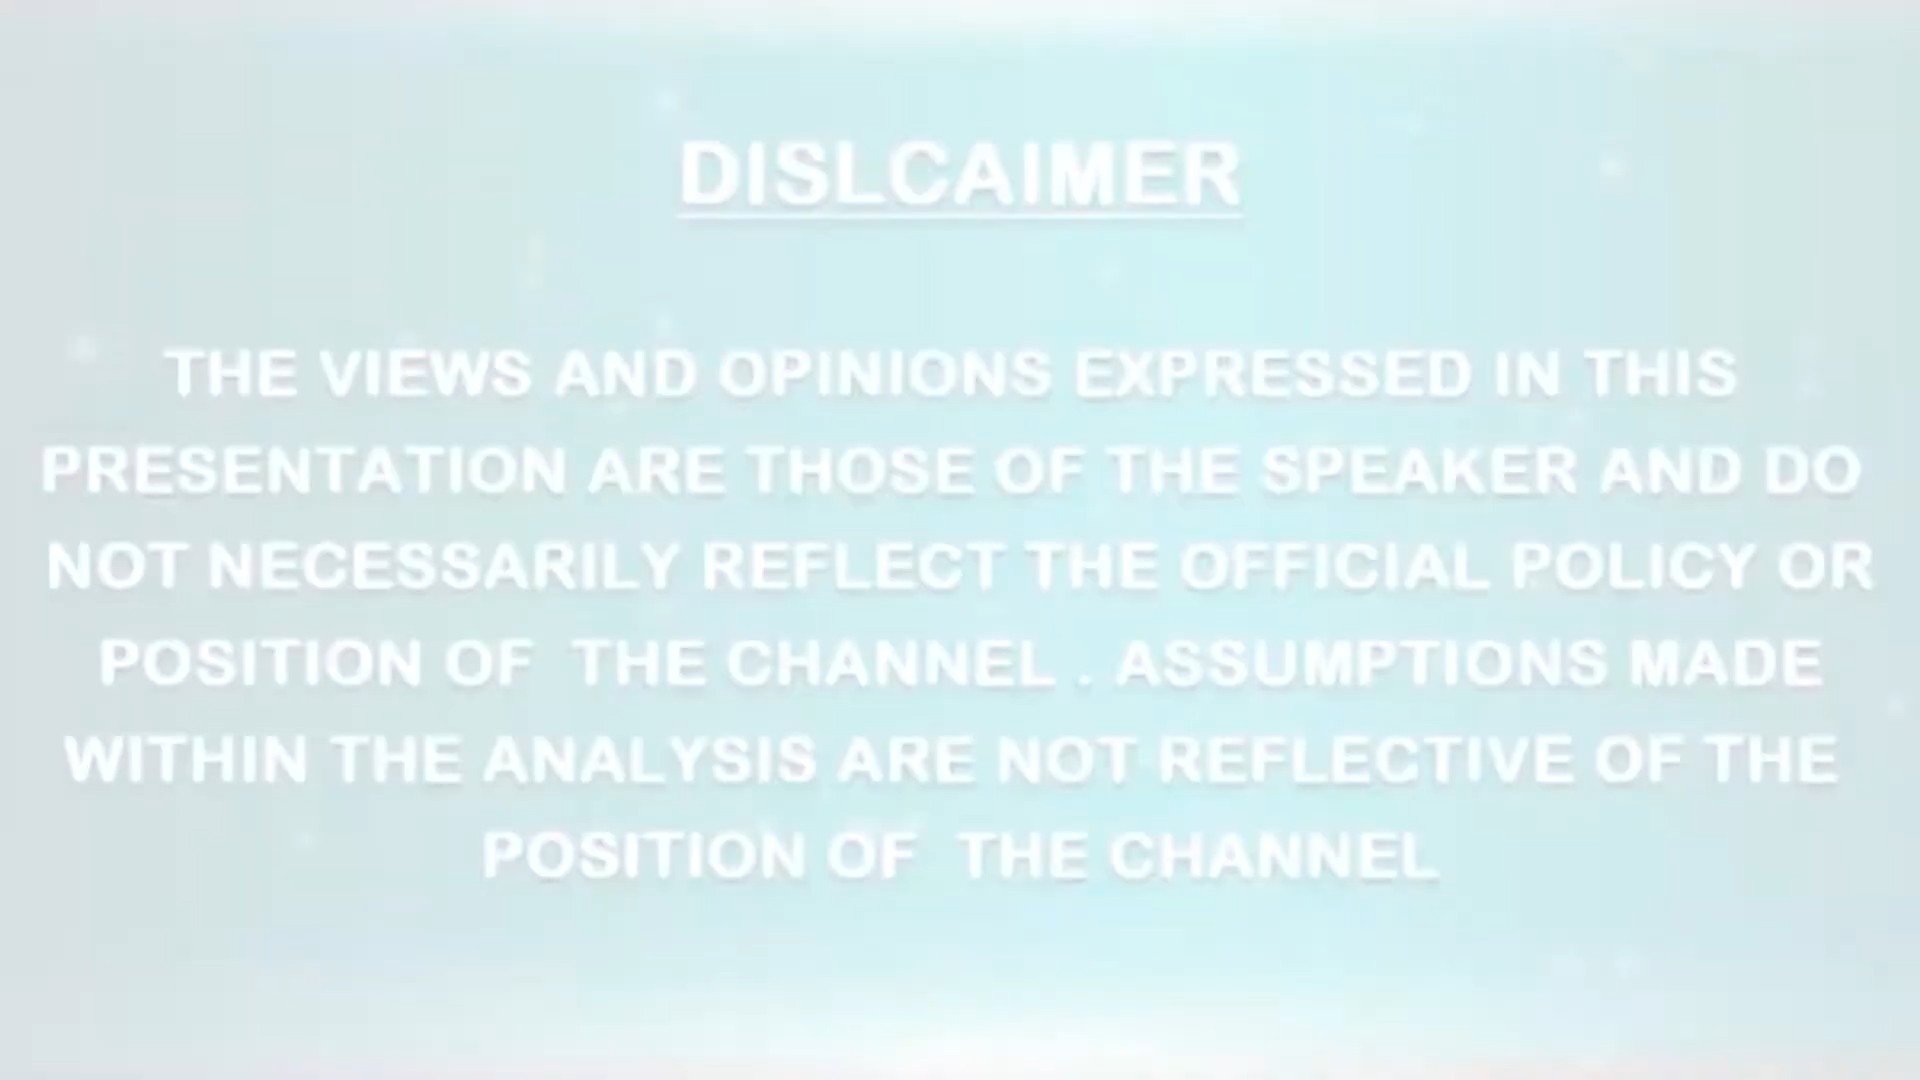 DISLCAIMER
THE VIEWS AND OPINIONS EXPRESSED IN THIS
PRESENTATION ARE THOSE OF THE SPEAKER AND DO
NOT NECESSARILY REFLECT THE OFFICIAL POLICY OR
POSITION OF THE CHANNEL . ASSUMPTIONS MADE
WITHIN THE ANALYSIS ARE NOT REFLECTIVE OF THE
POSITION OF THE CHANNEL